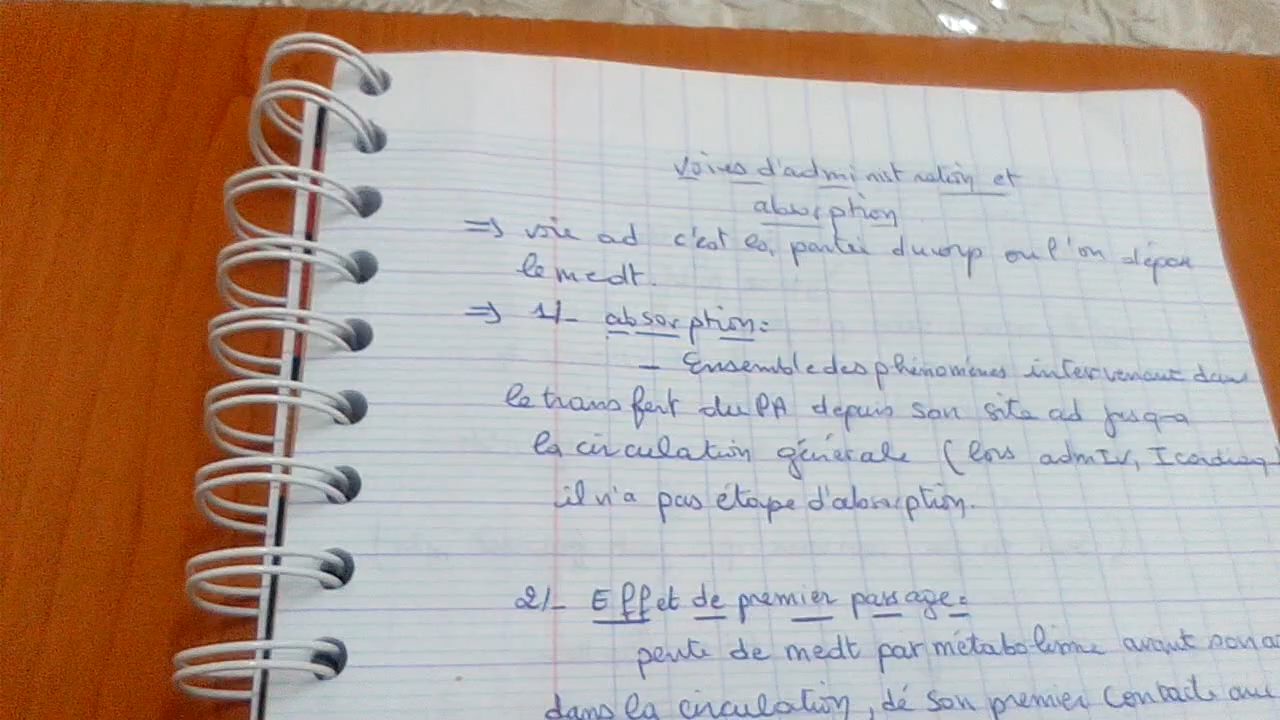 voies d'administration et
absorption
=> voie ad c'est la partie du corp ou l'on dépose
le medt.
=> 1/- absorption:
- Ensemble des phénomènes intervenant dans
le transfert du PA depuis son site ad jusqa
la circulation générale (lors adm IV, Icardiaq
il n'a pas étape d'absorption.
2/- Effet de premier passage:
perte de medt par métabolisme avant son a
dans la circulation, dé son premier contact avec